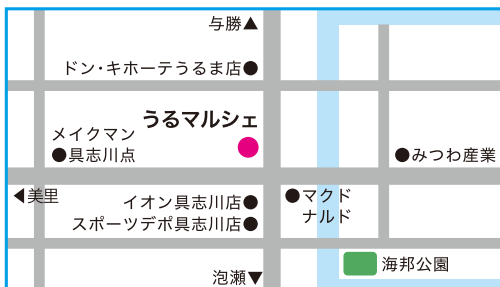 与勝▲
ドン・キホーテうるま店●
うるマルシェ
メイクマン
●具志川点
●みつわ産業
◀美里
イオン具志川店●
スポーツデポ具志川店●
●マクド
ナルド
海邦公園
泡瀬▼